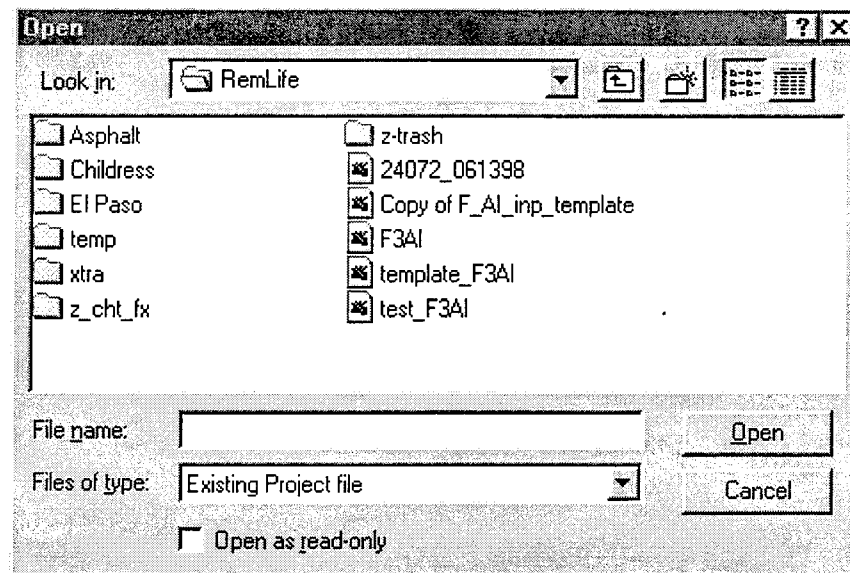 Open
Look in: RemLife
Asphalt
Childress
El Paso
temp
xtra
z_cht_fx
z-trash
24072_061398
Copy of F_AI_inp_template
F3AI
template_F3AI
test_F3AI
File name:
Open
Files of type: Existing Project file
Cancel
Open as read-only